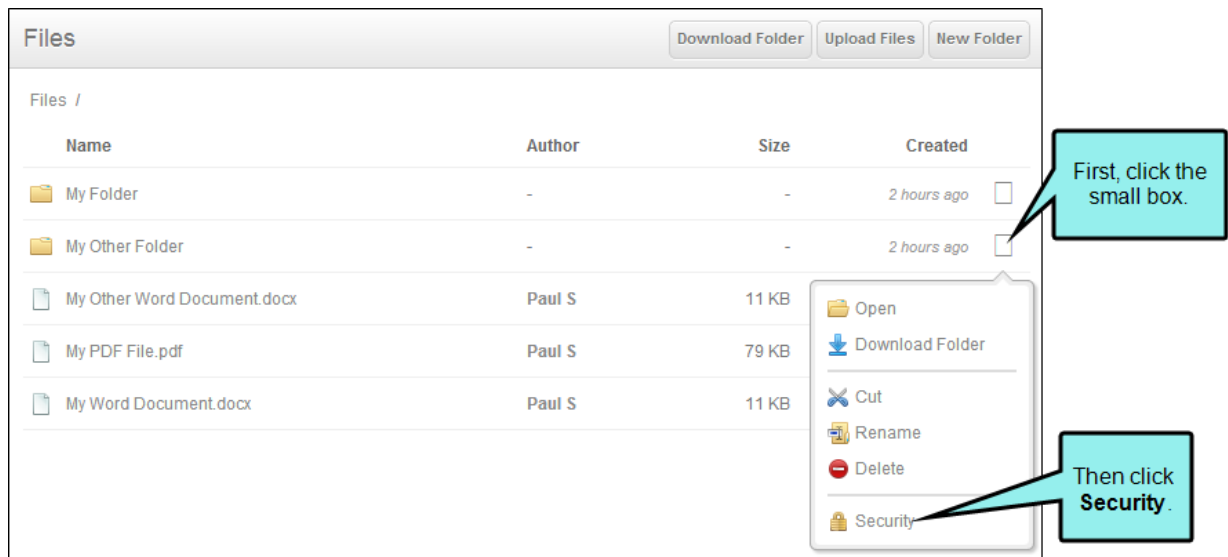 Files
Download Folder Upload Files New Folder
Files /
Name Author Size Created
My Folder - - 2 hours ago
My Other Folder - - 2 hours ago
My Other Word Document.docx Paul S 11 KB
My PDF File.pdf Paul S 79 KB
My Word Document.docx Paul S 11 KB
Open
Download Folder
Cut
Rename
Delete
Security
First, click the
small box.
Then click
Security.